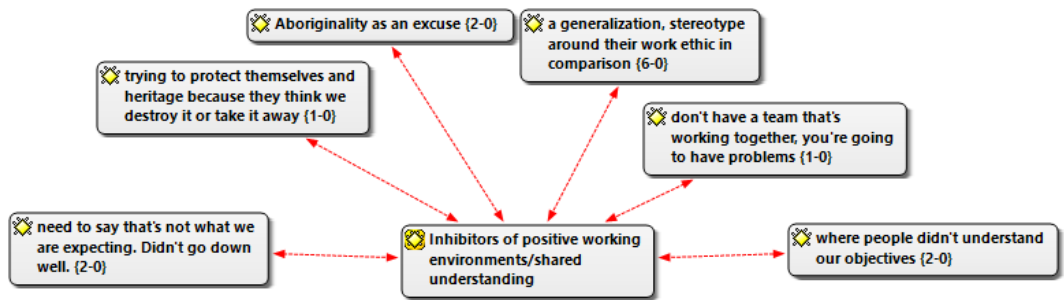 Aboriginality as an excuse {2-0}
a generalization, stereotype
around their work ethic in
comparison {6-0}
trying to protect themselves and
heritage because they think we
destroy it or take it away {1-0}
don't have a team that's
working together, you're going
to have problems {1-0}
need to say that's not what we
are expecting. Didn't go down
well. {2-0}
Inhibitors of positive working
environments/shared
understanding
where people didn't understand
our objectives {2-0}